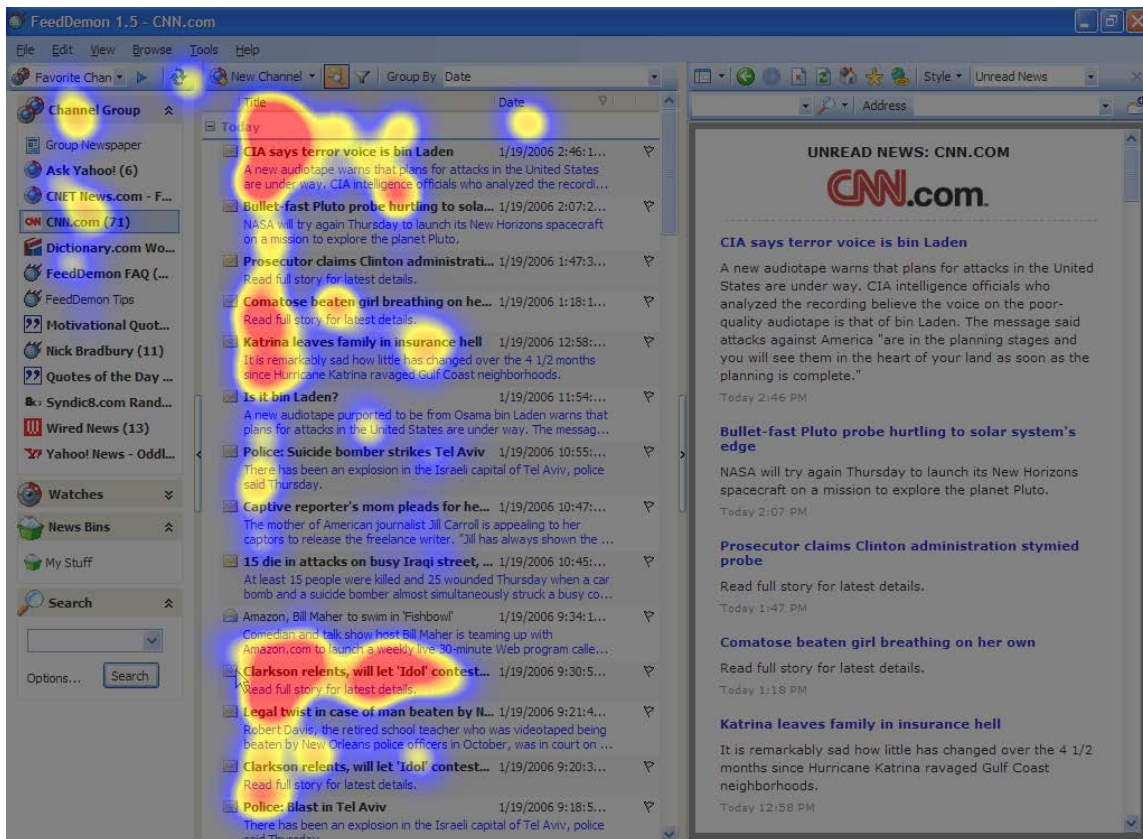 FeedDemon 1.5 - CNN.com
File Edit View Browse Tools Help
Favorite Chan
New Channel
Group By Date
Style
Unread News
Address
Channel Group
Group Newspaper
Ask Yahoo! (6)
CNET News.com - F...
CNN.com (71)
Dictionary.com Wo...
FeedDemon FAQ (...
FeedDemon Tips
Motivational Quot...
Nick Bradbury (11)
Quotes of the Day ...
Syndic8.com Rand...
Wired News (13)
Yahoo! News - Oddl...
Watches
News Bins
My Stuff
Search
Options... Search
Title Date
Today
CIA says terror voice is bin Laden 1/19/2006 2:46:1...
A new audiotape warns that plans for attacks in the United
States are under way. CIA intelligence officials who analyzed the recordi...
Bullet-fast Pluto probe hurtling to sola... 1/19/2006 2:07:2...
NASA will try again Thursday to launch its New Horizons spacecraft
on a mission to explore the planet Pluto.
Prosecutor claims Clinton administrati... 1/19/2006 1:47:3...
Read full story for latest details.
Comatose beaten girl breathing on he... 1/19/2006 1:18:1...
Read full story for latest details.
Katrina leaves family in insurance hell 1/19/2006 12:58:...
It is remarkably sad how little has changed over the 4 1/2 months
since Hurricane Katrina ravaged Gulf Coast neighborhoods.
Is it bin Laden? 1/19/2006 11:54:...
A new audiotape purported to be from Osama bin Laden warns that
plans for attacks in the United States are under way. The messag...
Police: Suicide bomber strikes Tel Aviv 1/19/2006 10:55:...
There has been an explosion in the Israeli capital of Tel Aviv, police
said Thursday.
Captive reporter's mom pleads for he... 1/19/2006 10:47:...
The mother of American journalist Jill Carroll is appealing to her
captors to release the freelance writer. "Jill has always shown the ...
15 die in attacks on busy Iraqi street, ... 1/19/2006 10:45:...
At least 15 people were killed and 25 wounded Thursday when a car
bomb and a suicide bomber almost simultaneously struck a busy co...
Amazon, Bill Maher to swim in 'Fishbowl' 1/19/2006 9:34:1...
Comedian and talk show host Bill Maher is teaming up with
Amazon.com to launch a weekly live 30-minute Web program calle...
Clarkson relents, will let 'Idol' contest... 1/19/2006 9:30:5...
Read full story for latest details.
Legal twist in case of man beaten by N... 1/19/2006 9:21:4...
Robert Davis, the retired school teacher who was videotaped being
beaten by New Orleans police officers in October, was in court on ...
Clarkson relents, will let 'Idol' contest... 1/19/2006 9:20:3...
Read full story for latest details.
Police: Blast in Tel Aviv 1/19/2006 9:18:5...
There has been an explosion in the Israeli capital of Tel Aviv, police
said Thursday.
UNREAD NEWS: CNN.COM
CNN.com
CIA says terror voice is bin Laden
A new audiotape warns that plans for attacks in the United
States are under way. CIA intelligence officials who
analyzed the recording believe the voice on the poor-
quality audiotape is that of bin Laden. The message said
attacks against America "are in the planning stages and
you will see them in the heart of your land as soon as the
planning is complete."
Today 2:46 PM
Bullet-fast Pluto probe hurtling to solar system's
edge
NASA will try again Thursday to launch its New Horizons
spacecraft on a mission to explore the planet Pluto.
Today 2:07 PM
Prosecutor claims Clinton administration stymied
probe
Read full story for latest details.
Today 1:47 PM
Comatose beaten girl breathing on her own
Read full story for latest details.
Today 1:18 PM
Katrina leaves family in insurance hell
It is remarkably sad how little has changed over the 4 1/2
months since Hurricane Katrina ravaged Gulf Coast
neighborhoods.
Today 12:58 PM